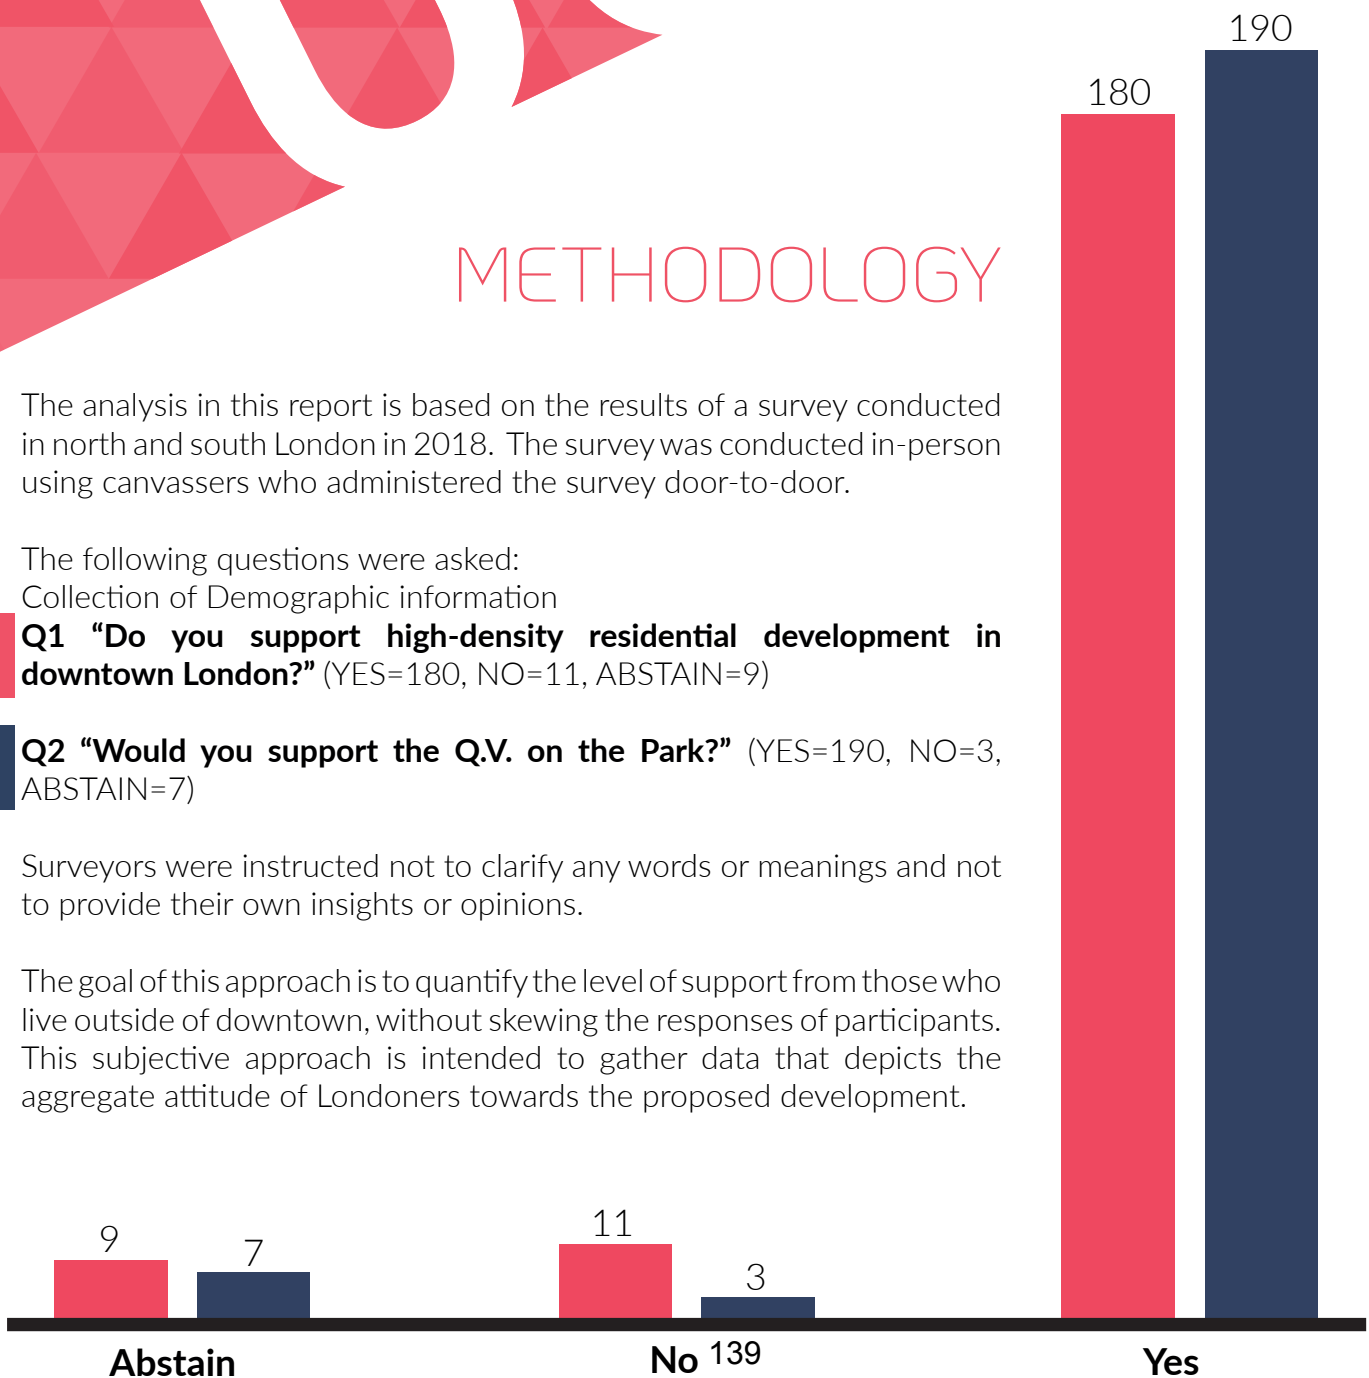 METHODOLOGY
The analysis in this report is based on the results of a survey conducted
in north and south London in 2018.  The survey was conducted in-person
using canvassers who administered the survey door-to-door.
The following questions were asked:
Collection of Demographic information
Q1 “Do you support high-density residential development in
downtown London?” (YES=180, NO=11, ABSTAIN=9)
Q2 “Would you support the Q.V. on the Park?” (YES=190, NO=3,
ABSTAIN=7)
Surveyors were instructed not to clarify any words or meanings and not
to provide their own insights or opinions.
The goal of this approach is to quantify the level of support from those who
live outside of downtown, without skewing the responses of participants.
This subjective approach is intended to gather data that depicts the
aggregate attitude of Londoners towards the proposed development.
9
7
11
3
180
190
Abstain
No
139
Yes